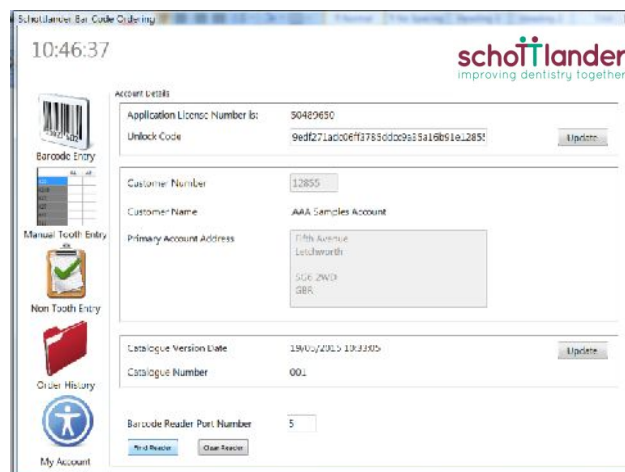 Schottlander Bar Code Ordering
10:46:37
schottlander
improving dentistry together
Account Details
Application License Number is: 50489650
Unlock Code Update
Barcode Entry
Customer Number 12855
Customer Name .AAA Samples Account
Manual Tooth Entry
Primary Account Address Fifth Avenue
Letchworth
SG6 2WD
GBR
Non Tooth Entry
Catalogue Version Date 19/05/2015 10:33:05 Update
Catalogue Number 001
Order History
Barcode Reader Port Number 5
Find Reader Clear Reader
My Account